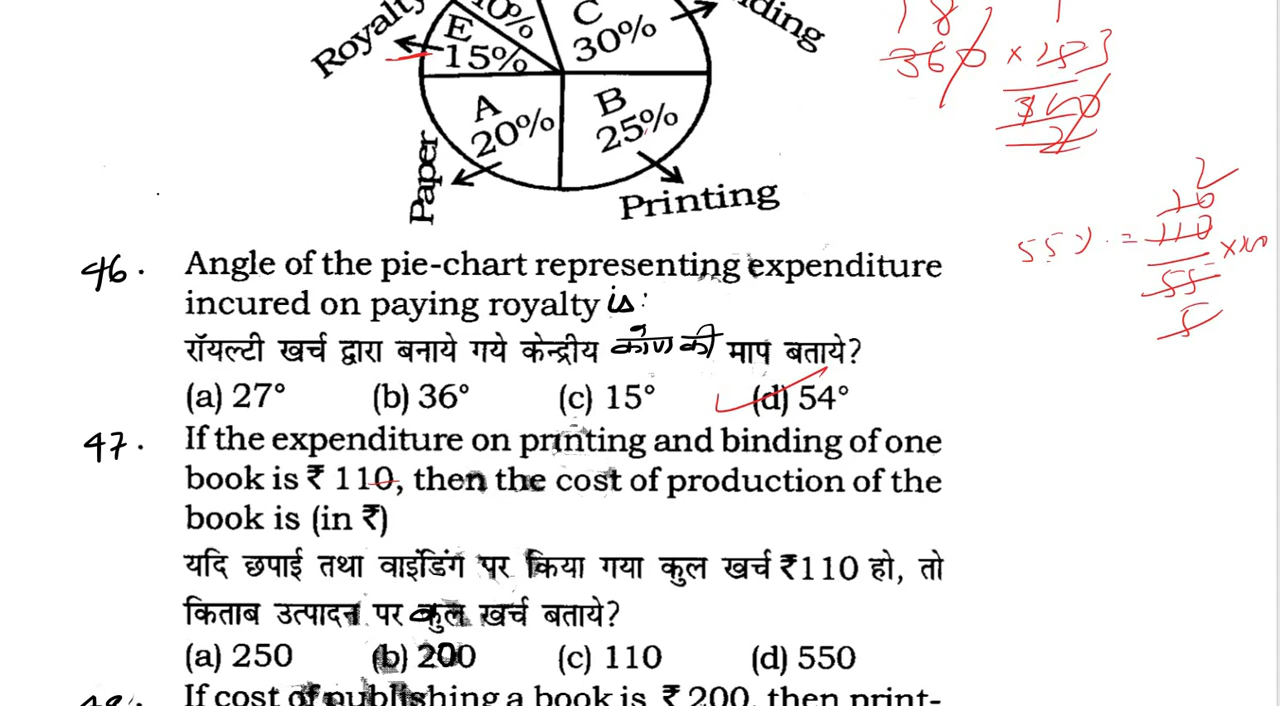 Royalty
10%
C
30%
E
15%
A
20%
B
25%
Paper
Printing
55% = 110
46. Angle of the pie-chart representing expenditure
incured on paying royalty is:
रॉयल्टी खर्च द्वारा बनाये गये केन्द्रीय कोण की माप बताये?
(a) 27° (b) 36° (c) 15° (d) 54°
47. If the expenditure on printing and binding of one
book is ₹ 110, then the cost of production of the
book is (in ₹)
यदि छपाई तथा वाइंडिंग पर किया गया कुल खर्च ₹110 हो, तो
किताब उत्पादन पर कुल खर्च बताये?
(a) 250 (b) 200 (c) 110 (d) 550
48. If cost of publishing a book is ₹ 200, then print-